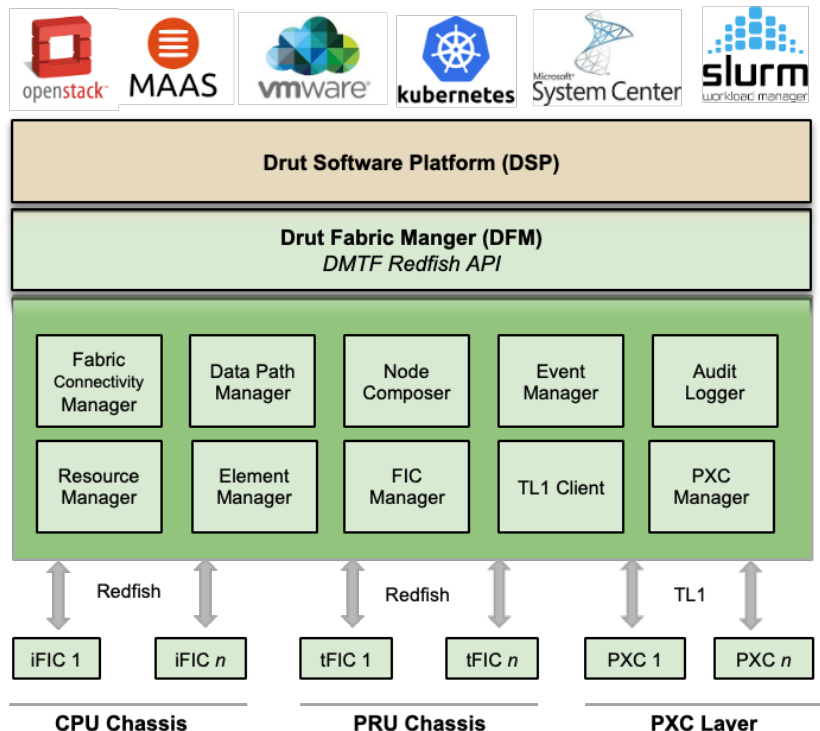 openstack™
MAAS
vmware®
kubernetes
Microsoft®
System Center
slurm
workload manager
Drut Software Platform (DSP)
Drut Fabric Manger (DFM)
DMTF Redfish API
Fabric
Connectivity
Manager
Data Path
Manager
Node
Composer
Event
Manager
Audit
Logger
Resource
Manager
Element
Manager
FIC
Manager
TL1 Client
PXC
Manager
Redfish
Redfish
TL1
iFIC 1
iFIC n
tFIC 1
tFIC n
PXC 1
PXC n
CPU Chassis
PRU Chassis
PXC Layer